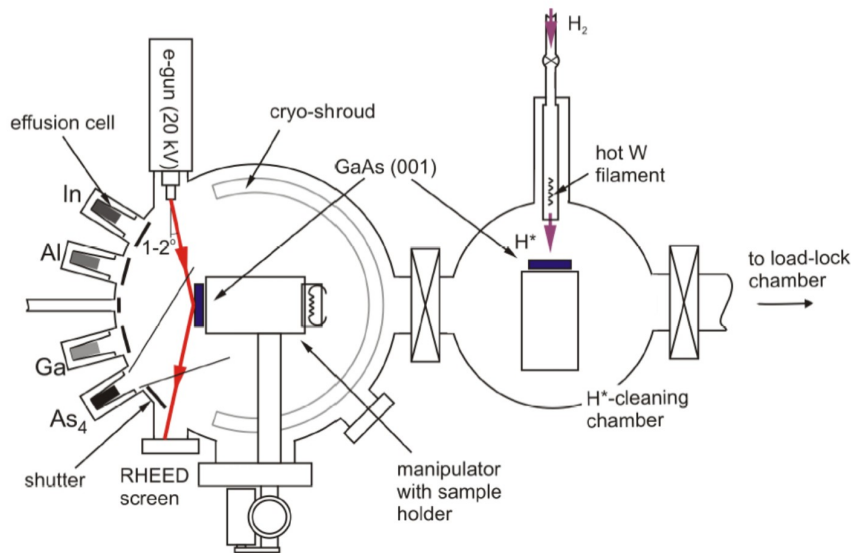 H2
e-gun (20 KV)
effusion cell
cryo-shroud
GaAs (001)
hot W
filament
In
1-2°
H*
Al
to load-lock
chamber
Ga
As4
H*-cleaning
chamber
shutter
RHEED
screen
manipulator
with sample
holder